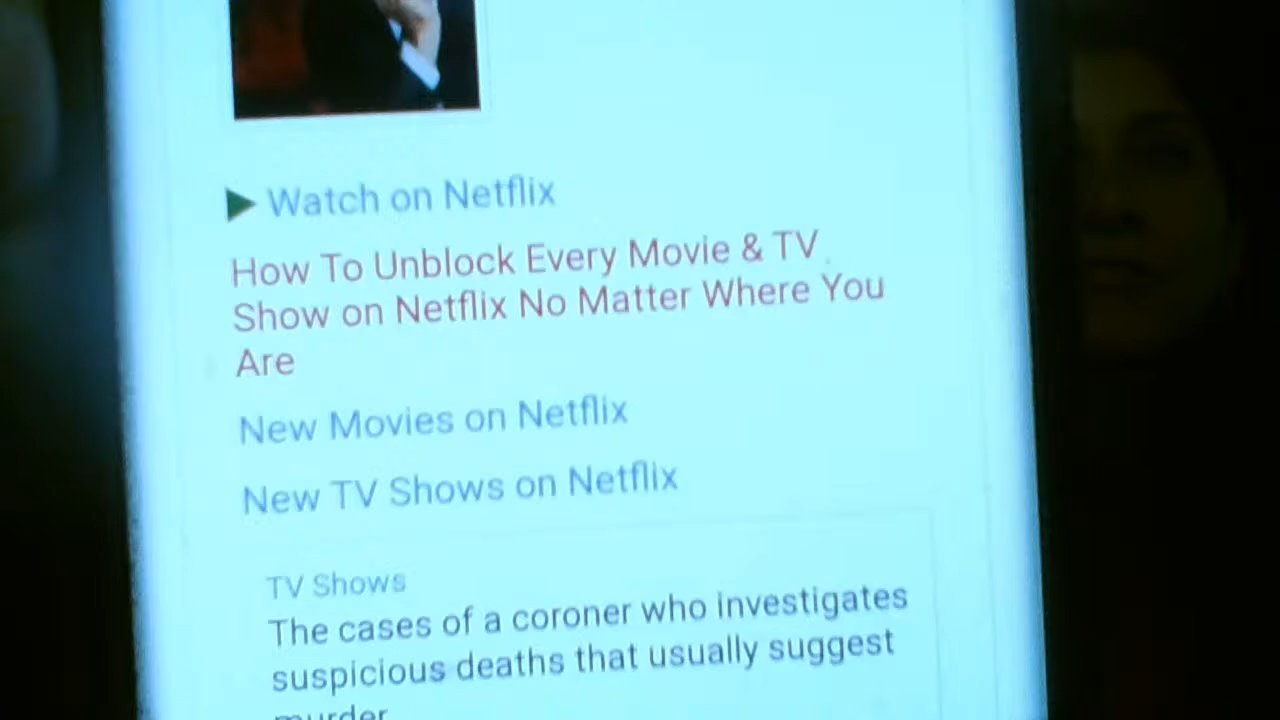 Watch on Netflix
How To Unblock Every Movie & TV
Show on Netflix No Matter Where You
Are
New Movies on Netflix
New TV Shows on Netflix
TV Shows
The cases of a coroner who investigates
suspicious deaths that usually suggest
murder